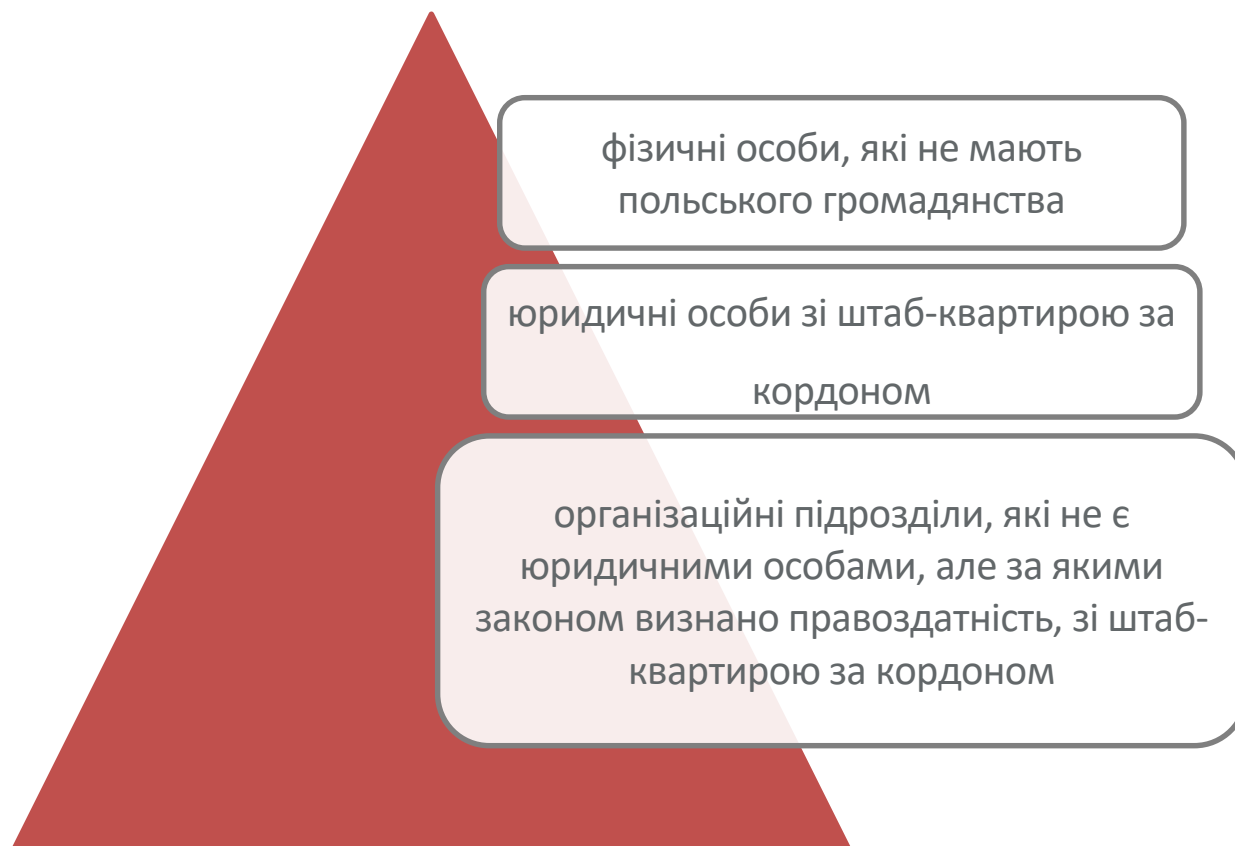 фізичні особи, які не мають
польського громадянства
юридичні особи зі штаб-квартирою за
кордоном
організаційні підрозділи, які не є
юридичними особами, але за якими
законом визнано правоздатність, зі штаб-
квартирою за кордоном